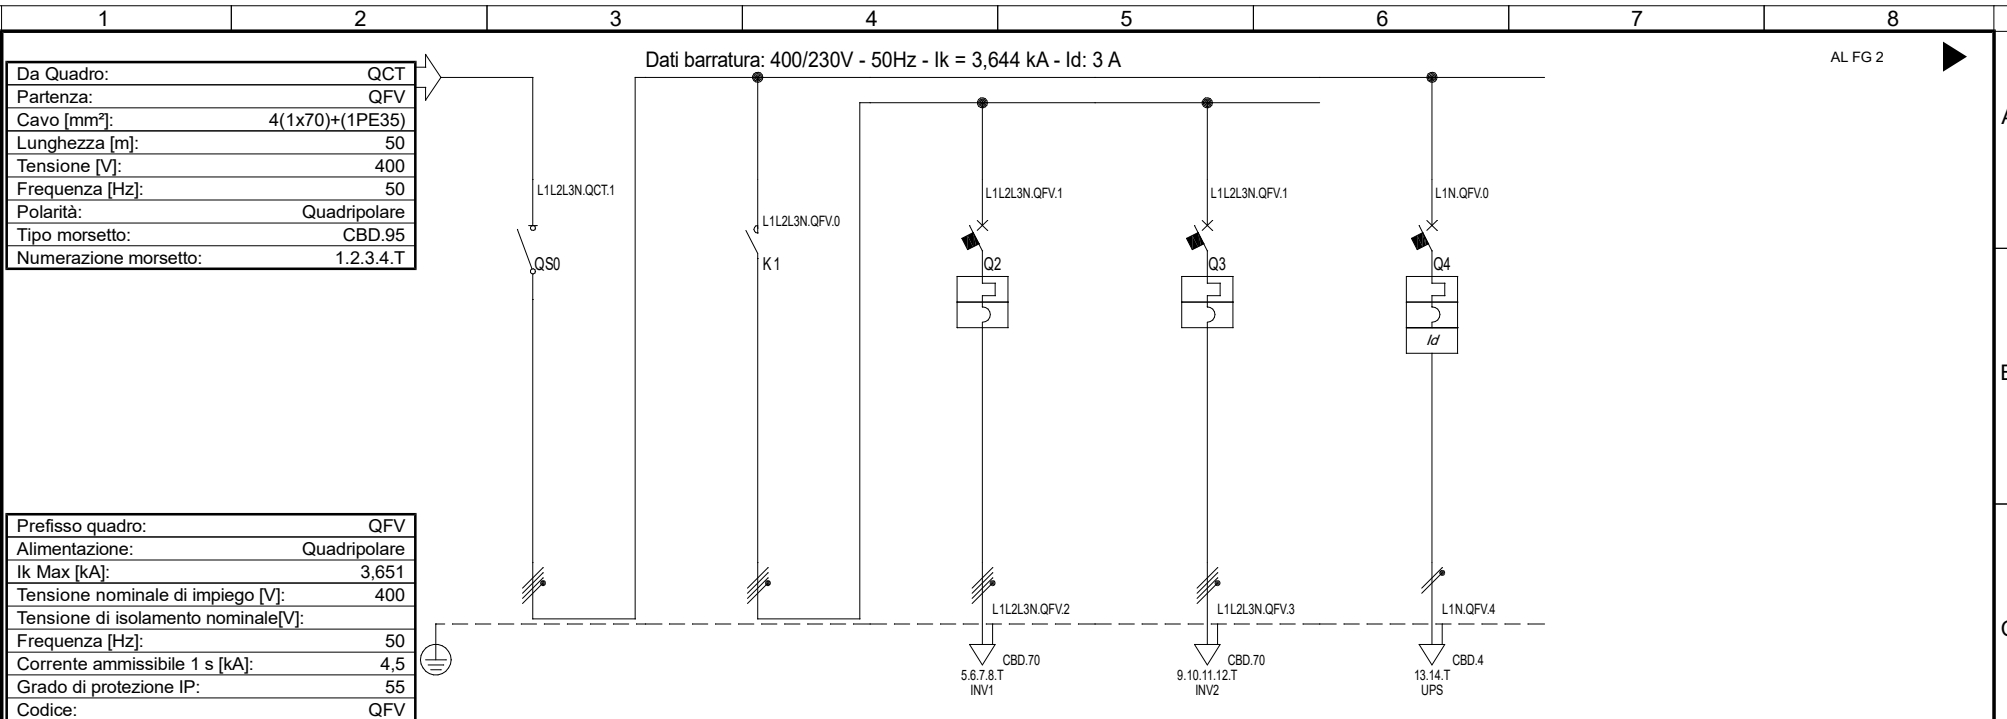 1 2 3 4 5 6 7 8
Dati barratura: 400/230V - 50Hz - Ik = 3,644 kA - Id: 3 A
AL FG 2
Da Quadro: QCT
Partenza: QFV
Cavo [mm²]: 4(1x70)+(1PE35)
Lunghezza [m]: 50
Tensione [V]: 400
Frequenza [Hz]: 50
Polarità: Quadripolare
Tipo morsetto: CBD.95
Numerazione morsetto: 1.2.3.4.T
L1L2L3N.QCT.1
L1L2L3N.QFV.0
L1L2L3N.QFV.1
L1L2L3N.QFV.1
L1N.QFV.0
QS0
K1
Q2
Q3
Q4
Id
Prefisso quadro: QFV
Alimentazione: Quadripolare
Ik Max [kA]: 3,651
Tensione nominale di impiego [V]: 400
Tensione di isolamento nominale[V]:
Frequenza [Hz]: 50
Corrente ammissibile 1 s [kA]: 4,5
Grado di protezione IP: 55
Codice: QFV
L1L2L3N.QFV.2
L1L2L3N.QFV.3
L1N.QFV.4
CBD.70
5.6.7.8.T
INV1
CBD.70
9.10.11.12.T
INV2
CBD.4
13.14.T
UPS